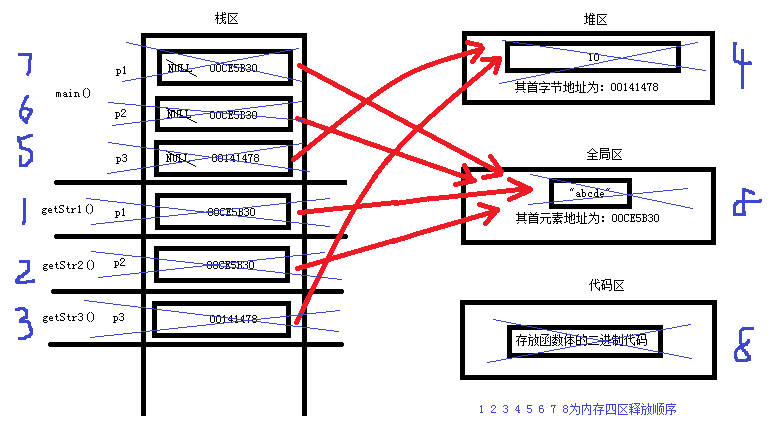 栈区
堆区
7
p1
NULL 00CE5B30
main()
6
p2
NULL 00CE5B30
5
p3
NULL 00141478
10
其首字节地址为: 00141478
4
1
getStr1()
p1
00CE5B30
全局区
"abcde"
其首元素地址为: 00CE5B30
8
2
getStr2()
p2
00CE5B30
3
getStr3()
p3
00141478
代码区
存放函数体的二进制代码
8
1 2 3 4 5 6 7 8为内存四区释放顺序